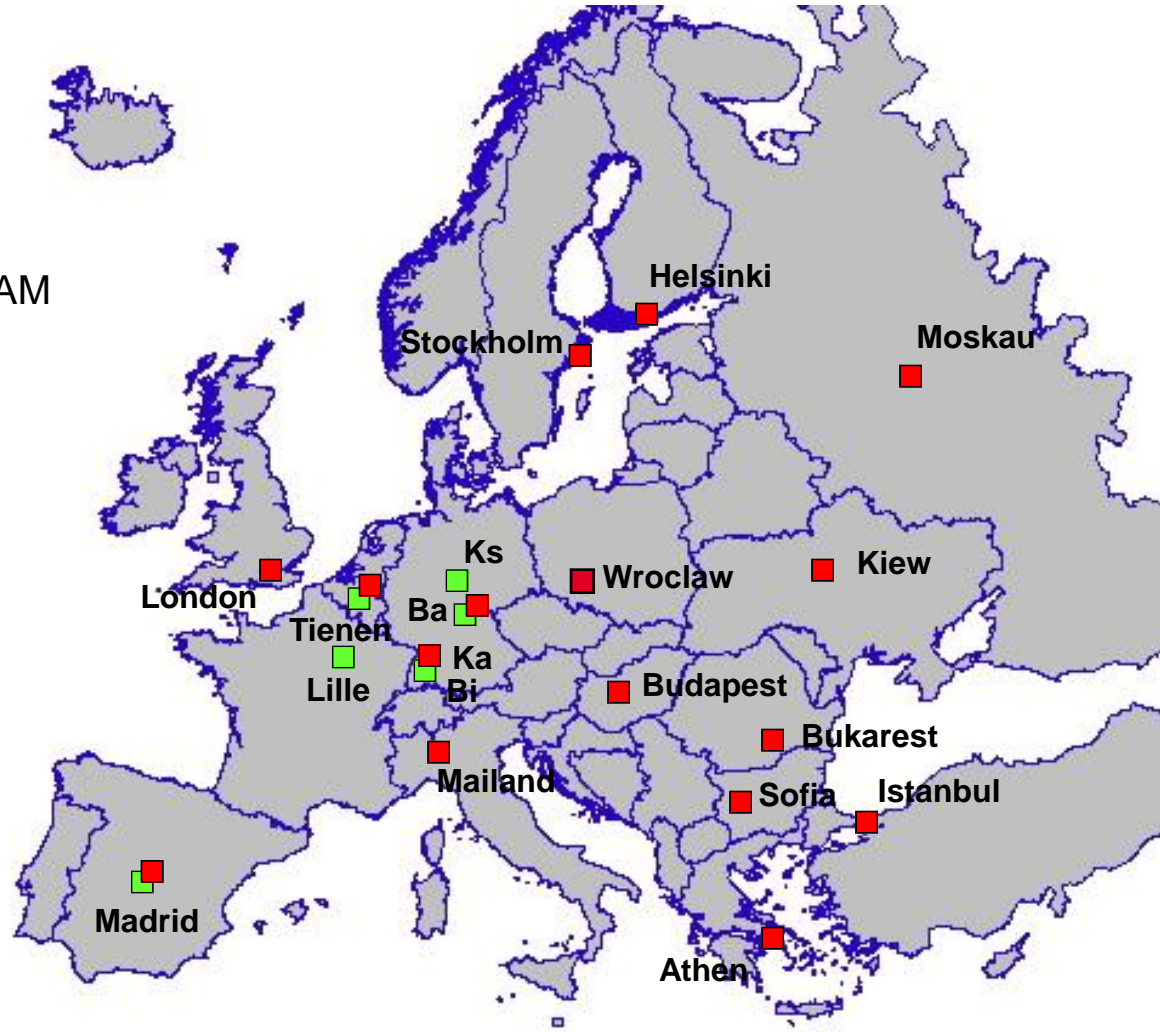 Helsinki
AM
Moskau
Stockholm
Ks
Kiew
Wroclaw
London
Ba
Tienen
Ka
Lille
Bi
Budapest
Bukarest
Mailand
Sofia
Istanbul
Madrid
Athen